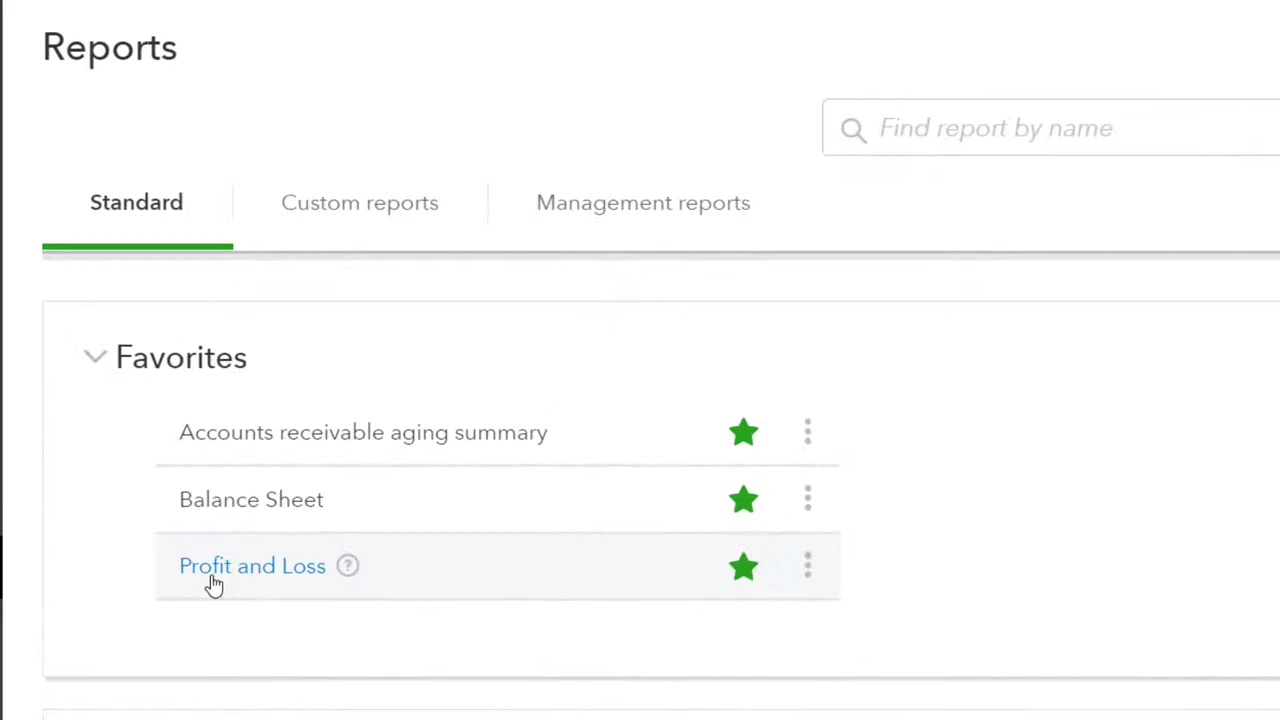 Reports
Find report by name
Standard
Custom reports
Management reports
Favorites
Accounts receivable aging summary
Balance Sheet
Profit and Loss ?